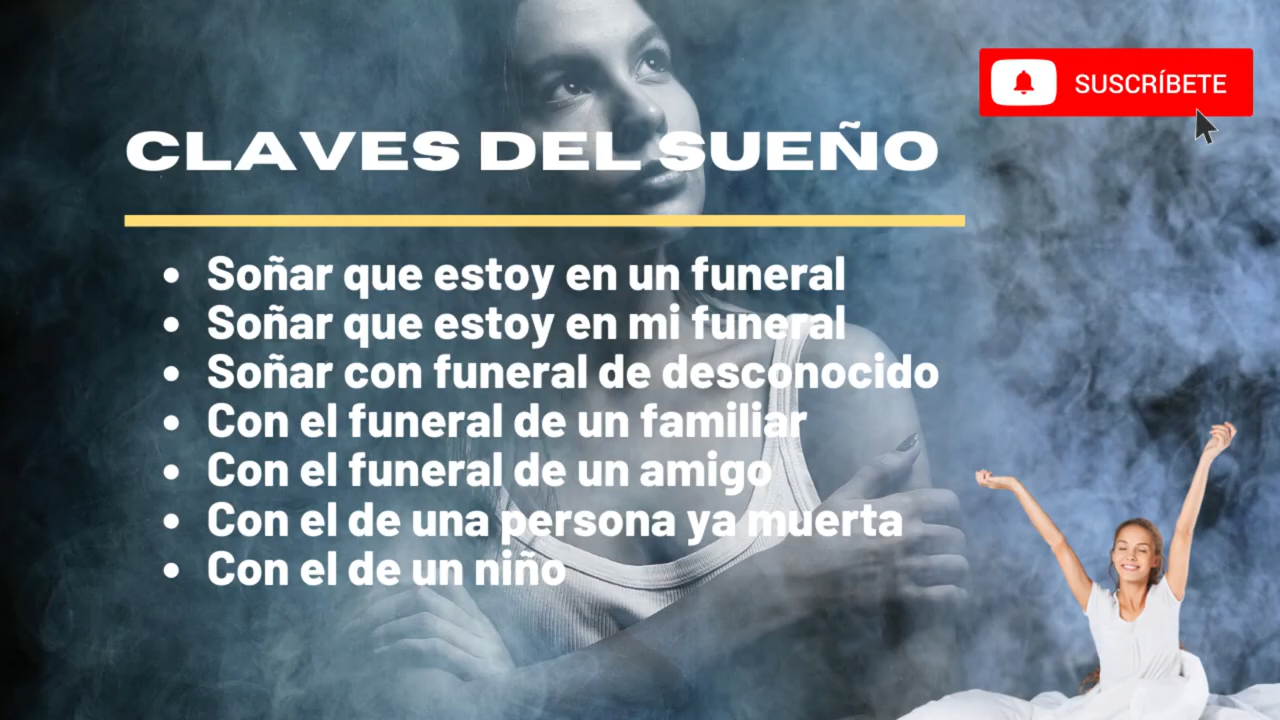 SUSCRÍBETE
CLAVES DEL SUEÑO
• Soñar que estoy en un funeral
• Soñar que estoy en mi funeral
• Soñar con funeral de desconocido
• Con el funeral de un familiar
• Con el funeral de un amigo
• Con el de una persona ya muerta
• Con el de un niño